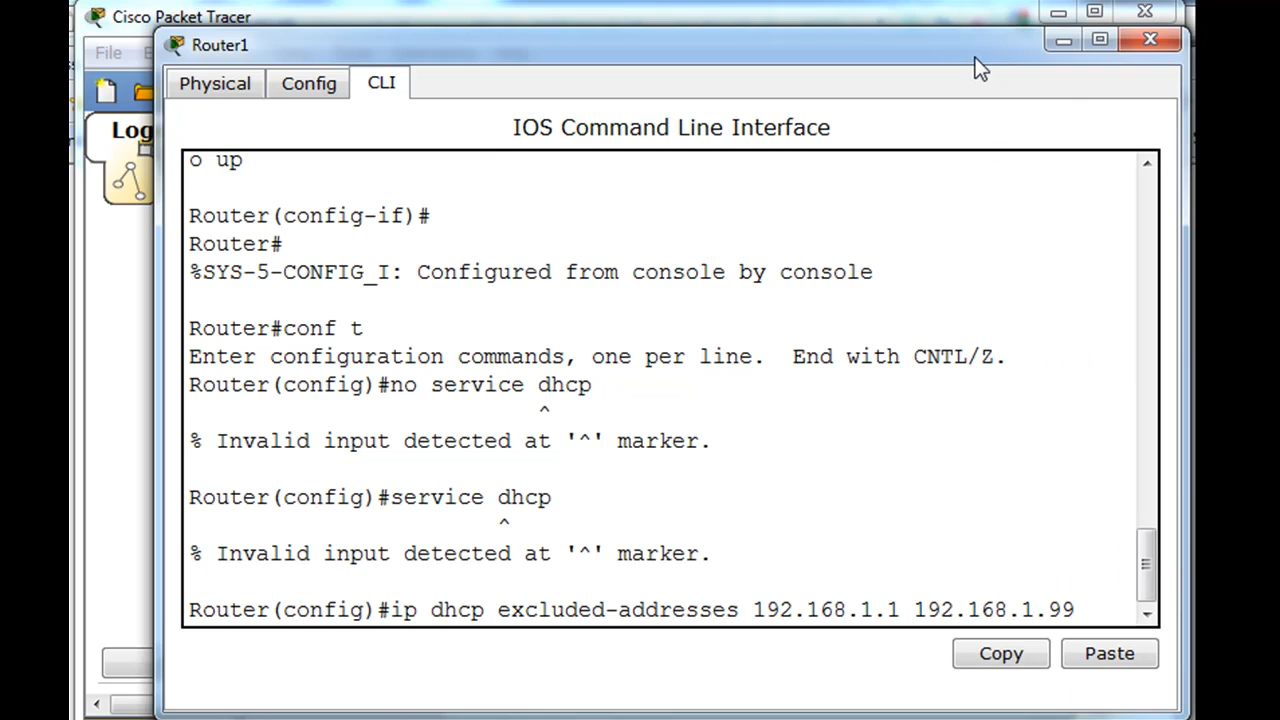 Cisco Packet Tracer
File
Router1
Physical
Config
CLI
Log
IOS Command Line Interface
o up
Router(config-if)#
Router#
%SYS-5-CONFIG_I: Configured from console by console
Router#conf t
Enter configuration commands, one per line.  End with CNTL/Z.
Router(config)#no service dhcp
^
% Invalid input detected at '^' marker.
Router(config)#service dhcp
^
% Invalid input detected at '^' marker.
Router(config)#ip dhcp excluded-addresses 192.168.1.1 192.168.1.99
Copy
Paste